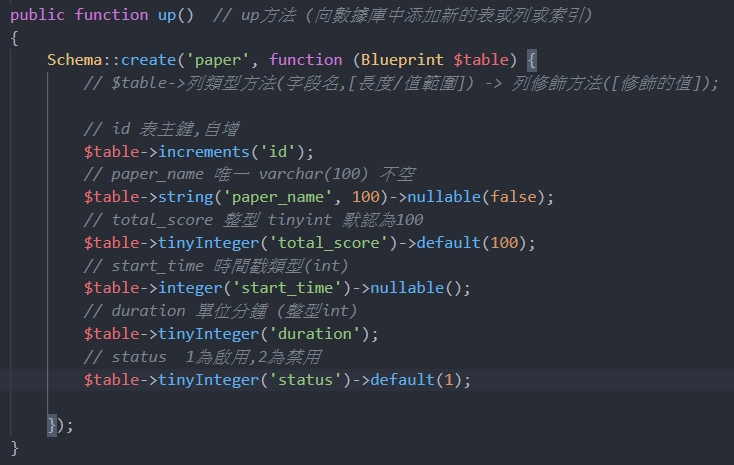 public function up()  // up方法 (向數據庫中添加新的表或列或索引)
{
    Schema::create('paper', function (Blueprint $table) {
        // $table->列類型方法(字段名,[長度/值範圍]) -> 列修飾方法([修飾的值]);

        // id 表主鍵,自增
        $table->increments('id');
        // paper_name 唯一 varchar(100) 不空
        $table->string('paper_name', 100)->nullable(false);
        // total_score 整型 tinyint 默認為100
        $table->tinyInteger('total_score')->default(100);
        // start_time 時間戳類型(int)
        $table->integer('start_time')->nullable();
        // duration 單位分鐘 (整型int)
        $table->tinyInteger('duration');
        // status  1為啟用,2為禁用
        $table->tinyInteger('status')->default(1);

    });
}